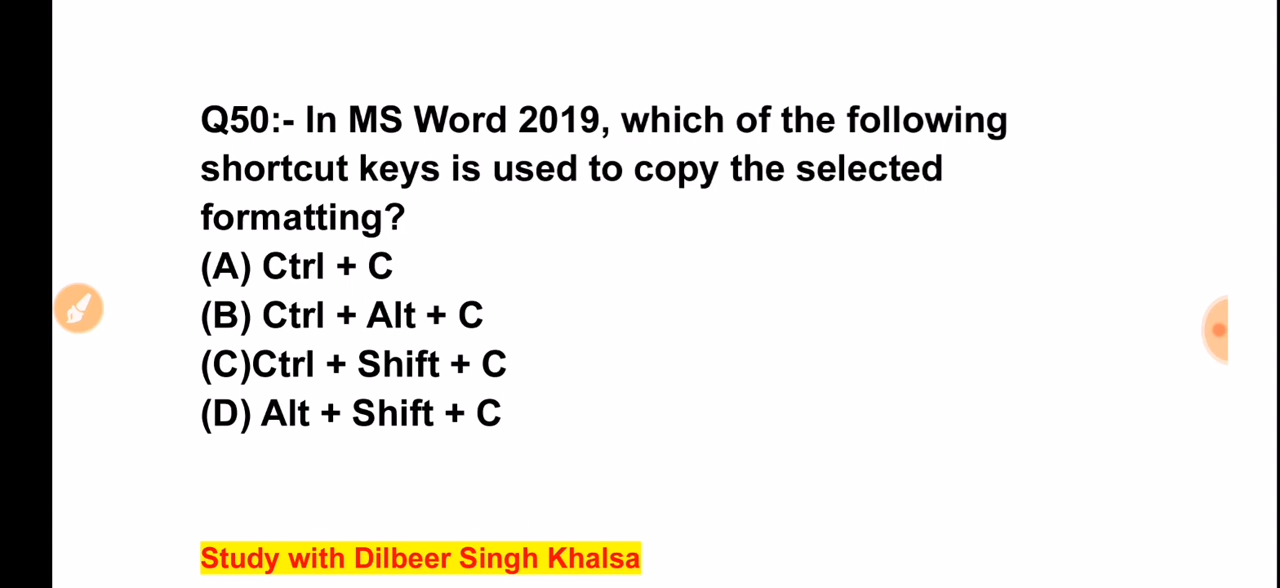 Q50:- In MS Word 2019, which of the following
shortcut keys is used to copy the selected
formatting?
(A) Ctrl + C
(B) Ctrl + Alt + C
(C)Ctrl + Shift + C
(D) Alt + Shift + C
Study with Dilbeer Singh Khalsa